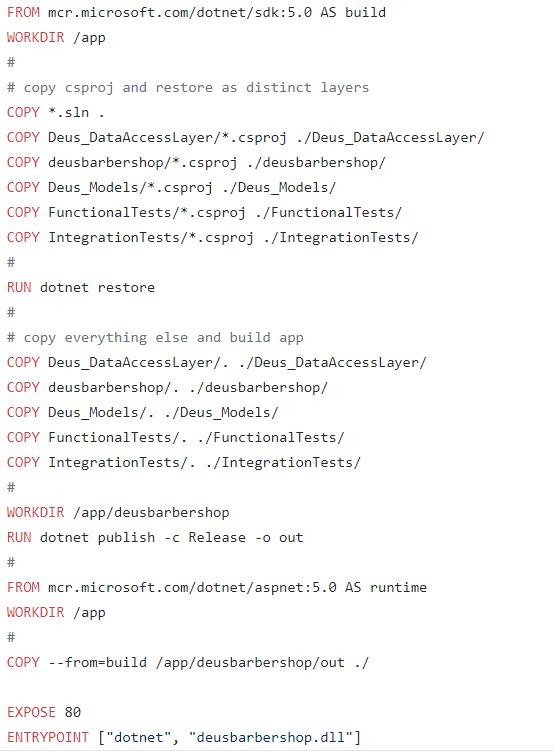 FROM mcr.microsoft.com/dotnet/sdk:5.0 AS build
WORKDIR /app
#
# copy csproj and restore as distinct layers
COPY *.sln .
COPY Deus_DataAccessLayer/*.csproj ./Deus_DataAccessLayer/
COPY deusbarbershop/*.csproj ./deusbarbershop/
COPY Deus_Models/*.csproj ./Deus_Models/
COPY FunctionalTests/*.csproj ./FunctionalTests/
COPY IntegrationTests/*.csproj ./IntegrationTests/
#
RUN dotnet restore
#
# copy everything else and build app
COPY Deus_DataAccessLayer/. ./Deus_DataAccessLayer/
COPY deusbarbershop/. ./deusbarbershop/
COPY Deus_Models/. ./Deus_Models/
COPY FunctionalTests/. ./FunctionalTests/
COPY IntegrationTests/. ./IntegrationTests/
#
WORKDIR /app/deusbarbershop
RUN dotnet publish -c Release -o out
#
FROM mcr.microsoft.com/dotnet/aspnet:5.0 AS runtime
WORKDIR /app
#
COPY --from=build /app/deusbarbershop/out ./
EXPOSE 80
ENTRYPOINT ["dotnet", "deusbarbershop.dll"]